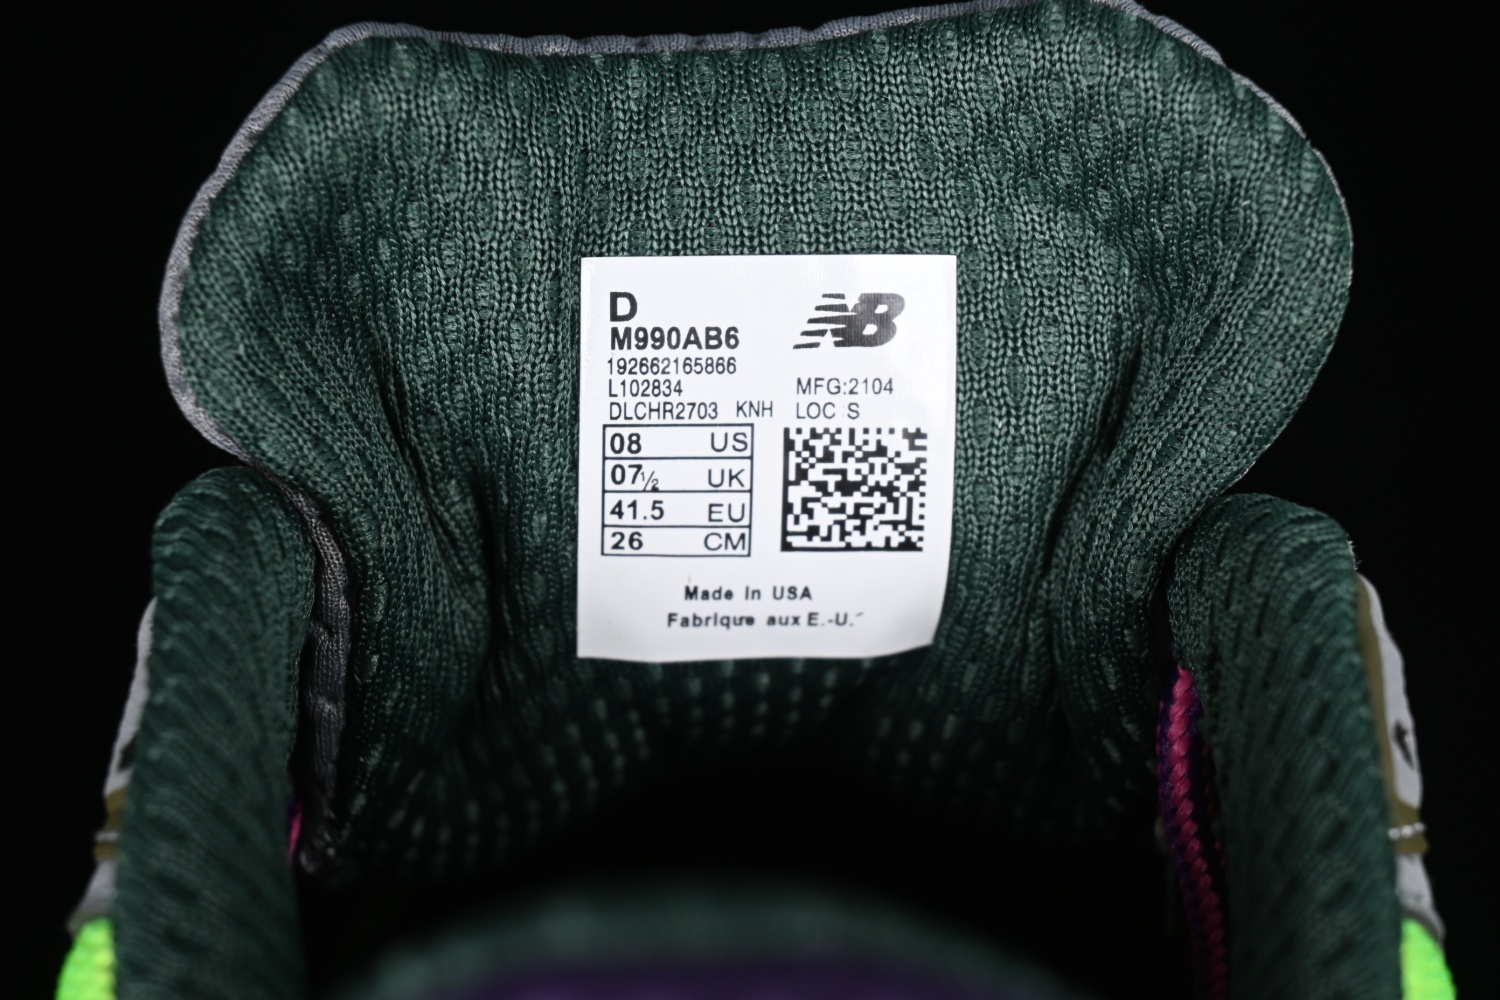 D
M990AB6
192662165866
L102834
DLCHR2703 KNH
NB
MFG:2104
LOC:S
08 US
07½ UK
41.5 EU
26 CM
Made In USA
Fabrique aux E.-U.